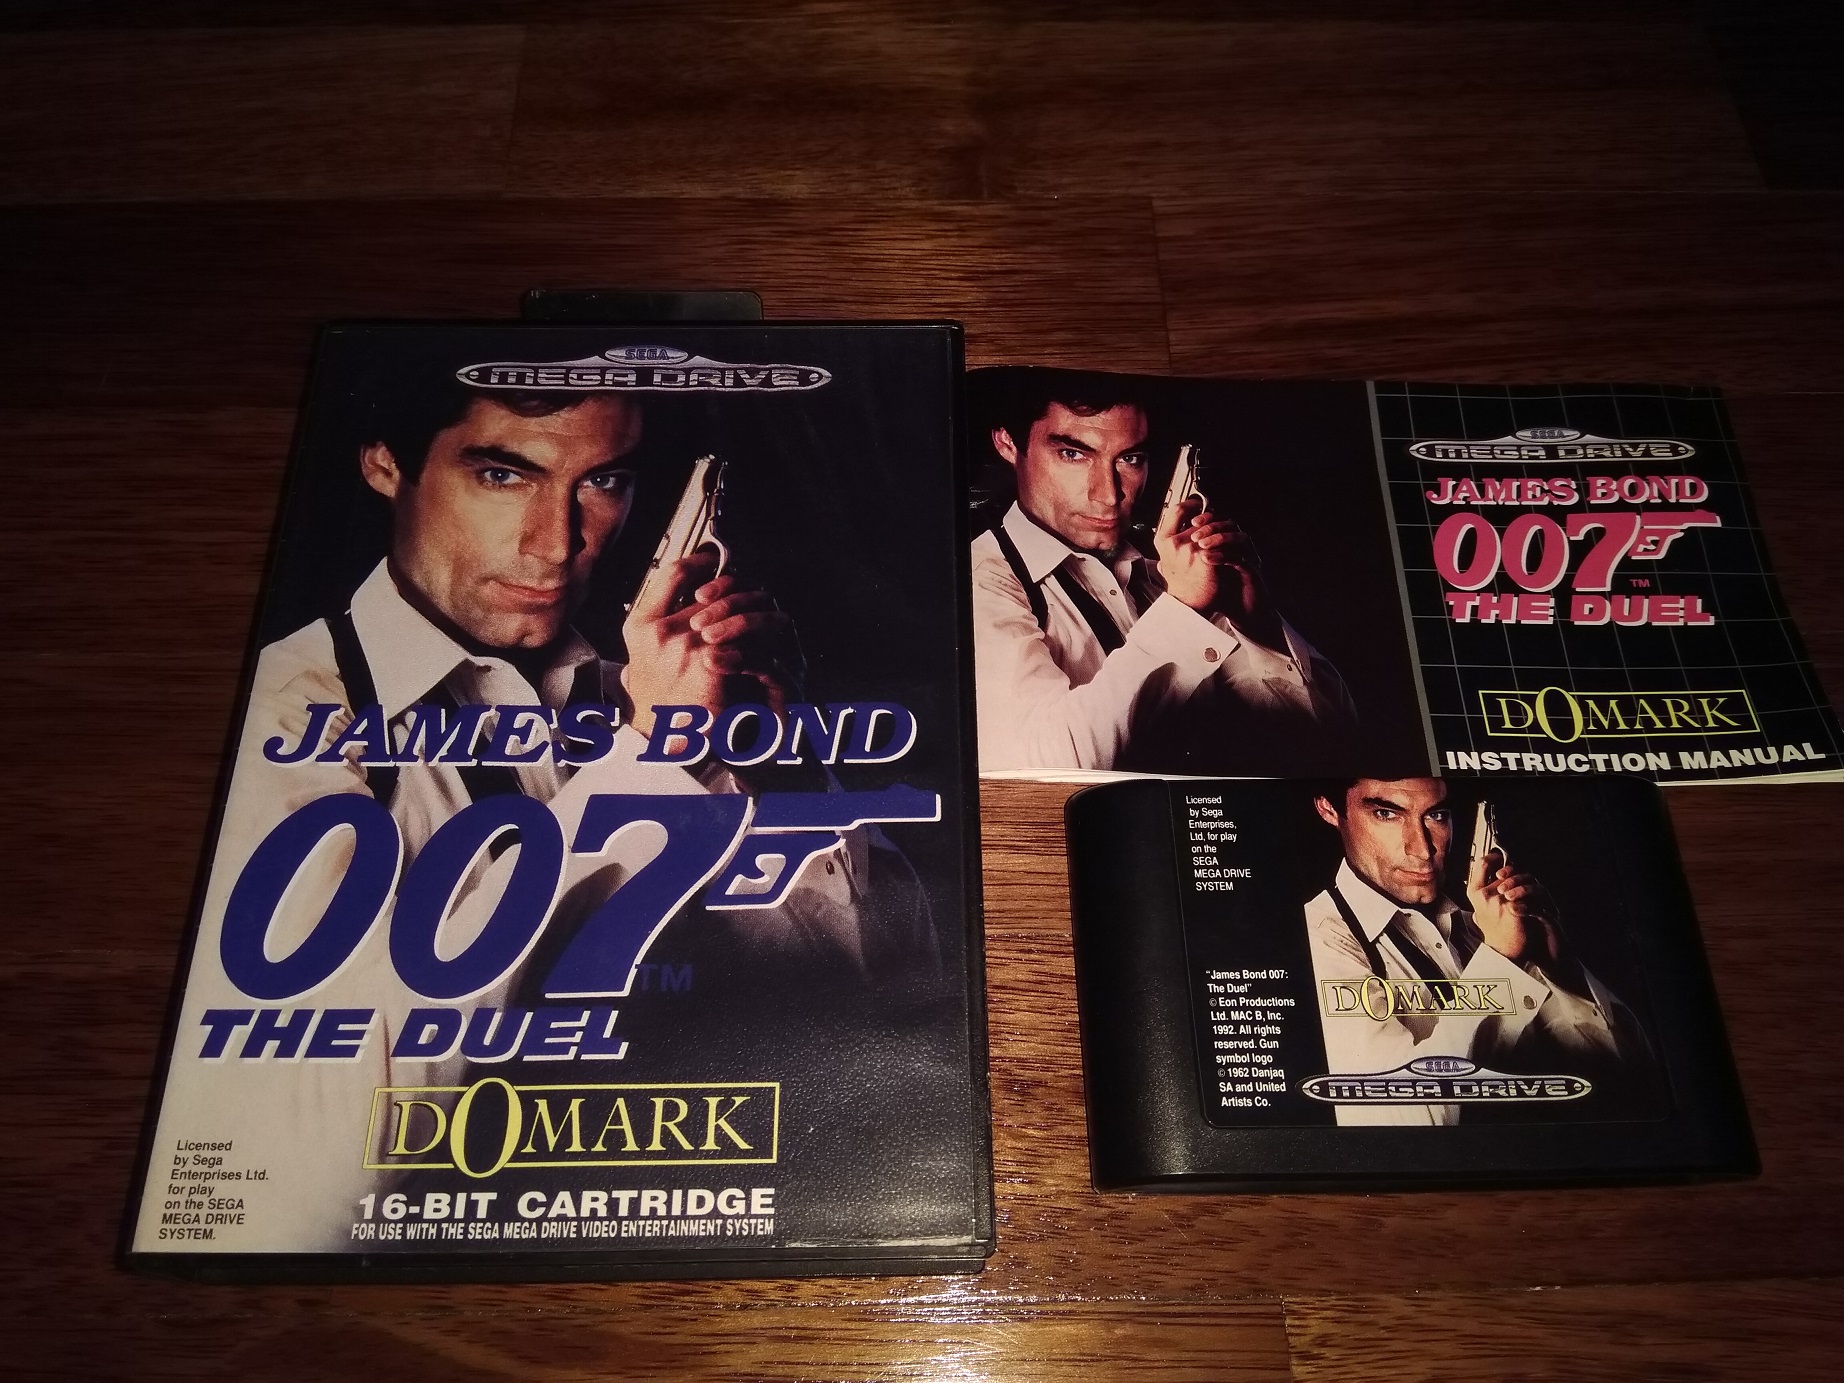 SEGA
MEGA DRIVE
JAMES BOND
007
TM
THE DUEL
DOMARK
Licensed
by Sega
Enterprises Ltd.
for play
on the SEGA
MEGA DRIVE
SYSTEM.
16-BIT CARTRIDGE
FOR USE WITH THE SEGA MEGA DRIVE VIDEO ENTERTAINMENT SYSTEM
SEGA
MEGA DRIVE
JAMES BOND
007
TM
THE DUEL
DOMARK
INSTRUCTION MANUAL
Licensed
by Sega
Enterprises,
Ltd, for play
on the
SEGA
MEGA DRIVE
SYSTEM
"James Bond 007:
The Duel"
© Eon Productions
Ltd. MAC B, Inc.
1992. All rights
reserved. Gun
symbol logo
© 1962 Danjaq
SA and United
Artists Co.
DOMARK
SEGA
MEGA DRIVE